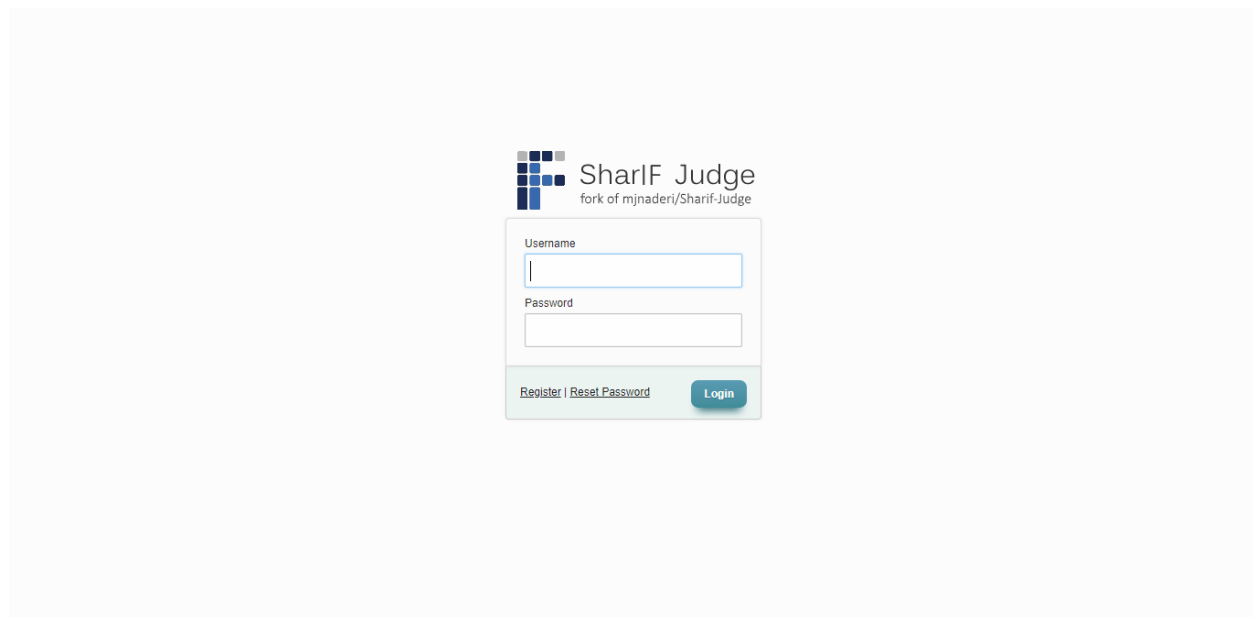 SharIF Judge
fork of mjnaderi/Sharif-Judge
Username
Password
Register | Reset Password
Login